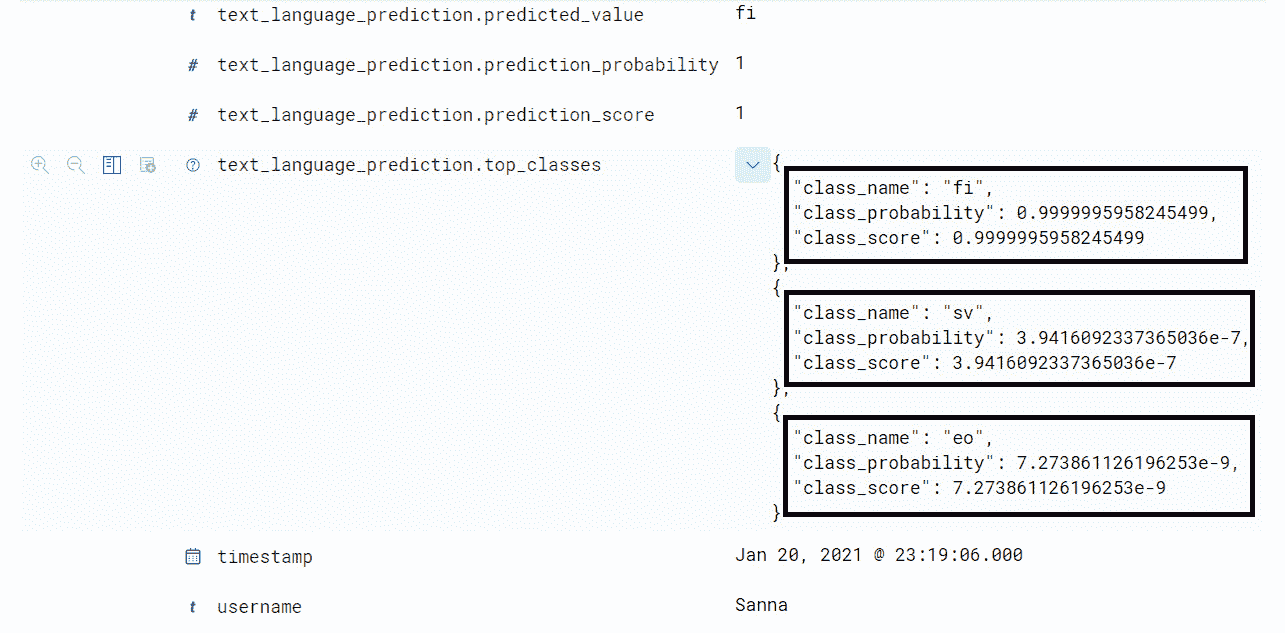 t text_language_prediction.predicted_value fi
# text_language_prediction.prediction_probability 1
# text_language_prediction.prediction_score 1
? text_language_prediction.top_classes {
"class_name": "fi",
"class_probability": 0.9999995958245499,
"class_score": 0.9999995958245499
},
{
"class_name": "sv",
"class_probability": 3.9416092337365036e-7,
"class_score": 3.9416092337365036e-7
},
{
"class_name": "eo",
"class_probability": 7.273861126196253e-9,
"class_score": 7.273861126196253e-9
}
timestamp Jan 20, 2021 @ 23:19:06.000
t username Sanna